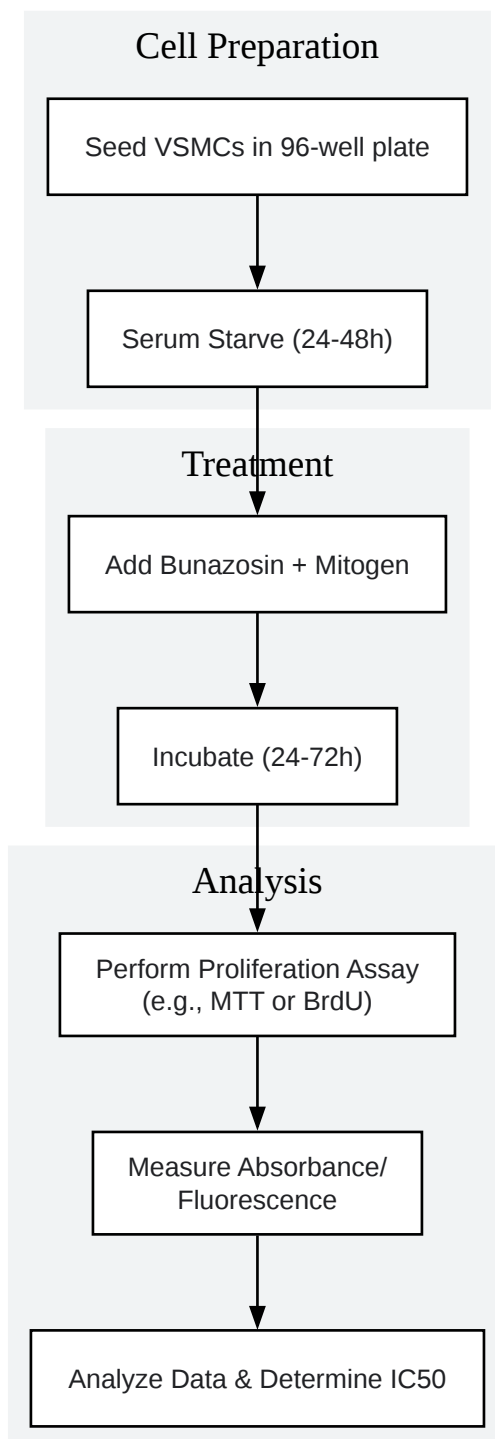 Cell Preparation
Seed VSMCs in 96-well plate
Serum Starve (24-48h)
Treatment
Add Bunazosin + Mitogen
Incubate (24-72h)
Analysis
Perform Proliferation Assay
(e.g., MTT or BrdU)
Measure Absorbance/
Fluorescence
Analyze Data & Determine IC50